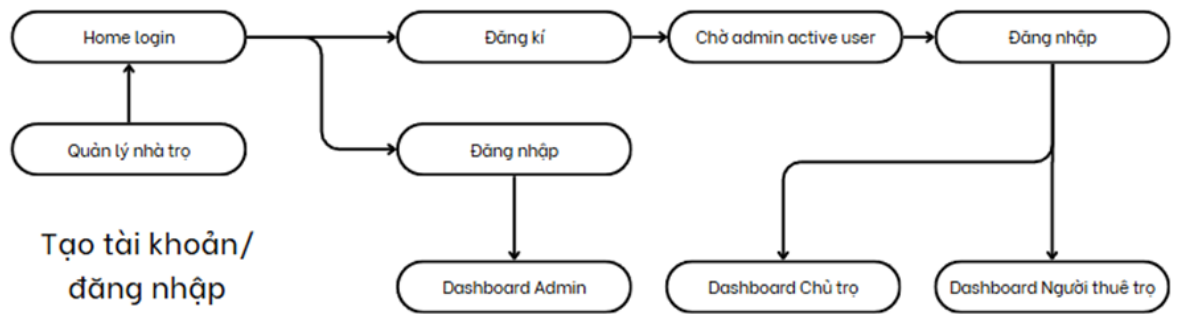 Home login
Đăng kí
Chờ admin active user
Đăng nhập
Quản lý nhà trọ
Đăng nhập
Tạo tài khoản/
đăng nhập
Dashboard Admin
Dashboard Chủ trọ
Dashboard Người thuê trọ